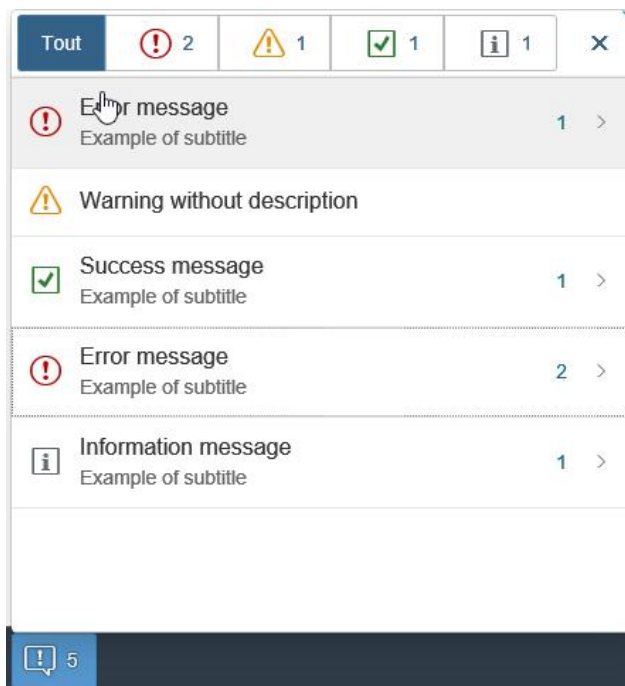 Tout 2 1 1 1
Error message
Example of subtitle 1
Warning without description
Success message
Example of subtitle 1
Error message
Example of subtitle 2
Information message
Example of subtitle 1
5